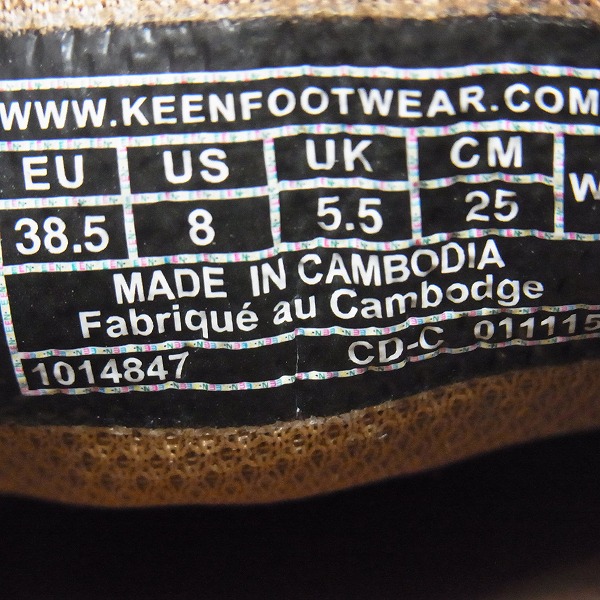 WWW.KEENFOOTWEAR.COM
EU US UK CM
38.5 8 5.5 25 W
MADE IN CAMBODIA
Fabriqué au Cambodge
1014847 CD-C 011115